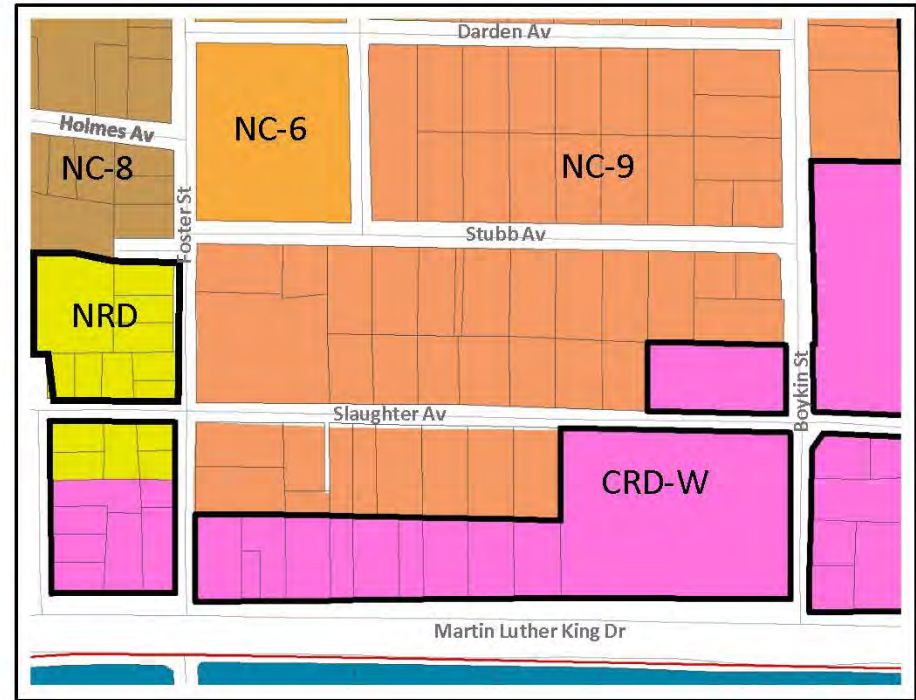 Darden Av
Holmes Av
NC-6
NC-8
NC-9
Foster St
Stubb Av
NRD
Boykin St
Slaughter Av
CRD-W
Martin Luther King Dr